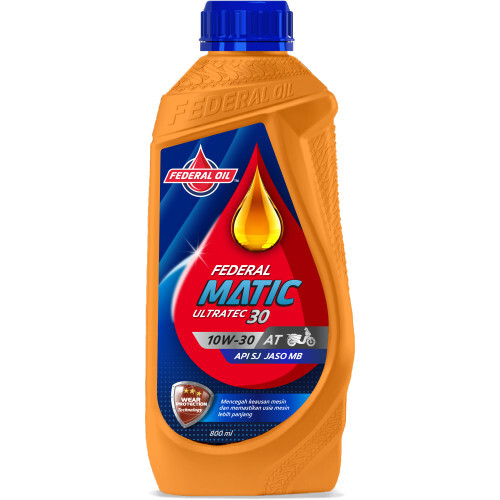 FEDERAL OIL
FEDERAL OIL
FEDERAL
MATIC
ULTRATEC 30
10W-30 AT
API SJ JASO MB
WEAR
PROTECTION
Technology
Mencegah keausan mesin
dan memastikan usia mesin
lebih panjang
800 ml